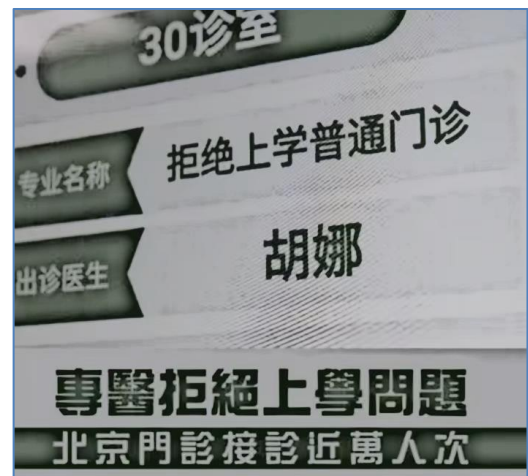 30诊室
专业名称
拒绝上学普通门诊
出诊医生
胡娜
專醫拒絕上學問題
北京門診接診近萬人次